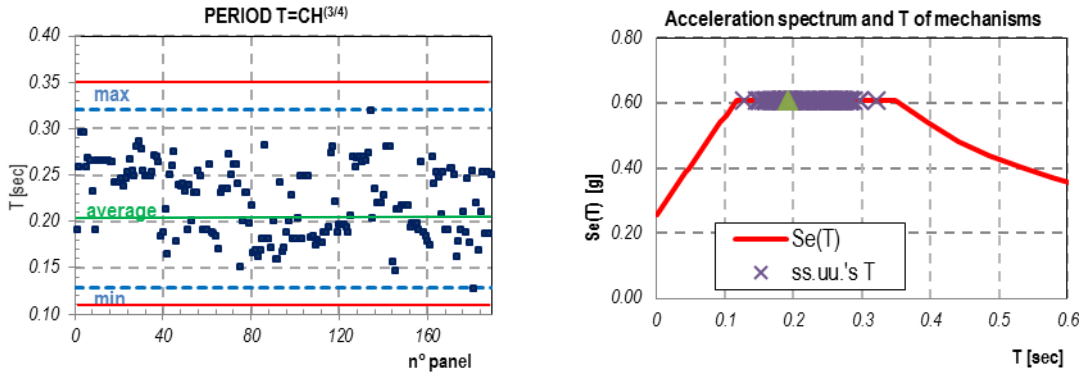 PERIOD T=CH(3/4)
0.40
0.35
0.30
0.25
0.20
0.15
0.10
T [sec]
max
average
min
0
40
80
120
160
n° panel
Acceleration spectrum and T of mechanisms
0.80
0.60
0.40
0.20
0.00
Se(T) [g]
Se(T)
ss.uu.'s T
0
0.1
0.2
0.3
0.4
0.5
0.6
T [sec]